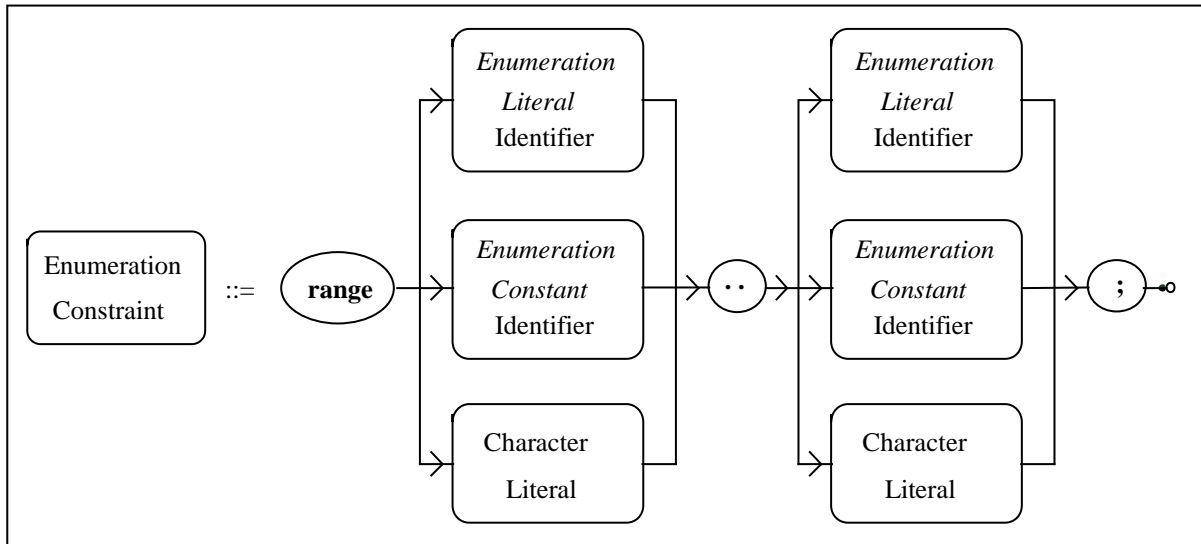 Enumeration
Constraint
::=
range
Enumeration
Literal
Identifier
Enumeration
Constant
Identifier
Character
Literal
..
Enumeration
Literal
Identifier
Enumeration
Constant
Identifier
Character
Literal
;